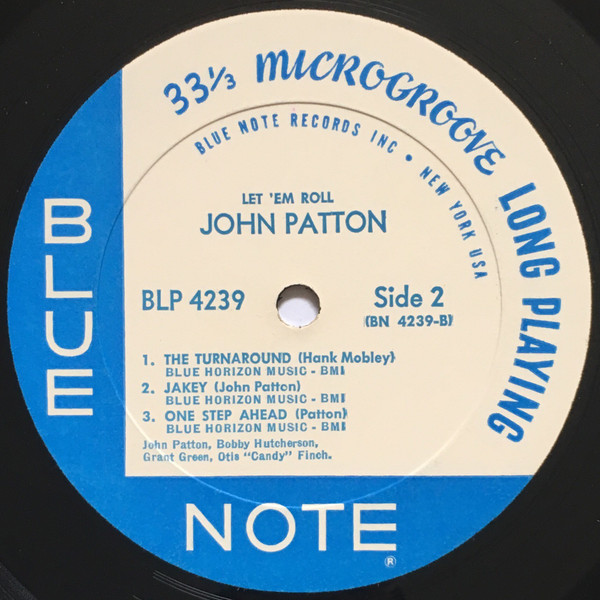 33⅓ MICROGROOVE LONG PLAYING
BLUE NOTE RECORDS INC • NEW YORK USA
LET 'EM ROLL
JOHN PATTON
BLP 4239
Side 2
(BN 4239-B)
1. THE TURNAROUND (Hank Mobley)
BLUE HORIZON MUSIC - BMI
2. JAKEY (John Patton)
BLUE HORIZON MUSIC - BMI
3. ONE STEP AHEAD (Patton)
BLUE HORIZON MUSIC - BMI
John Patton, Bobby Hutcherson,
Grant Green, Otis "Candy" Finch.
BLUE
NOTE
®